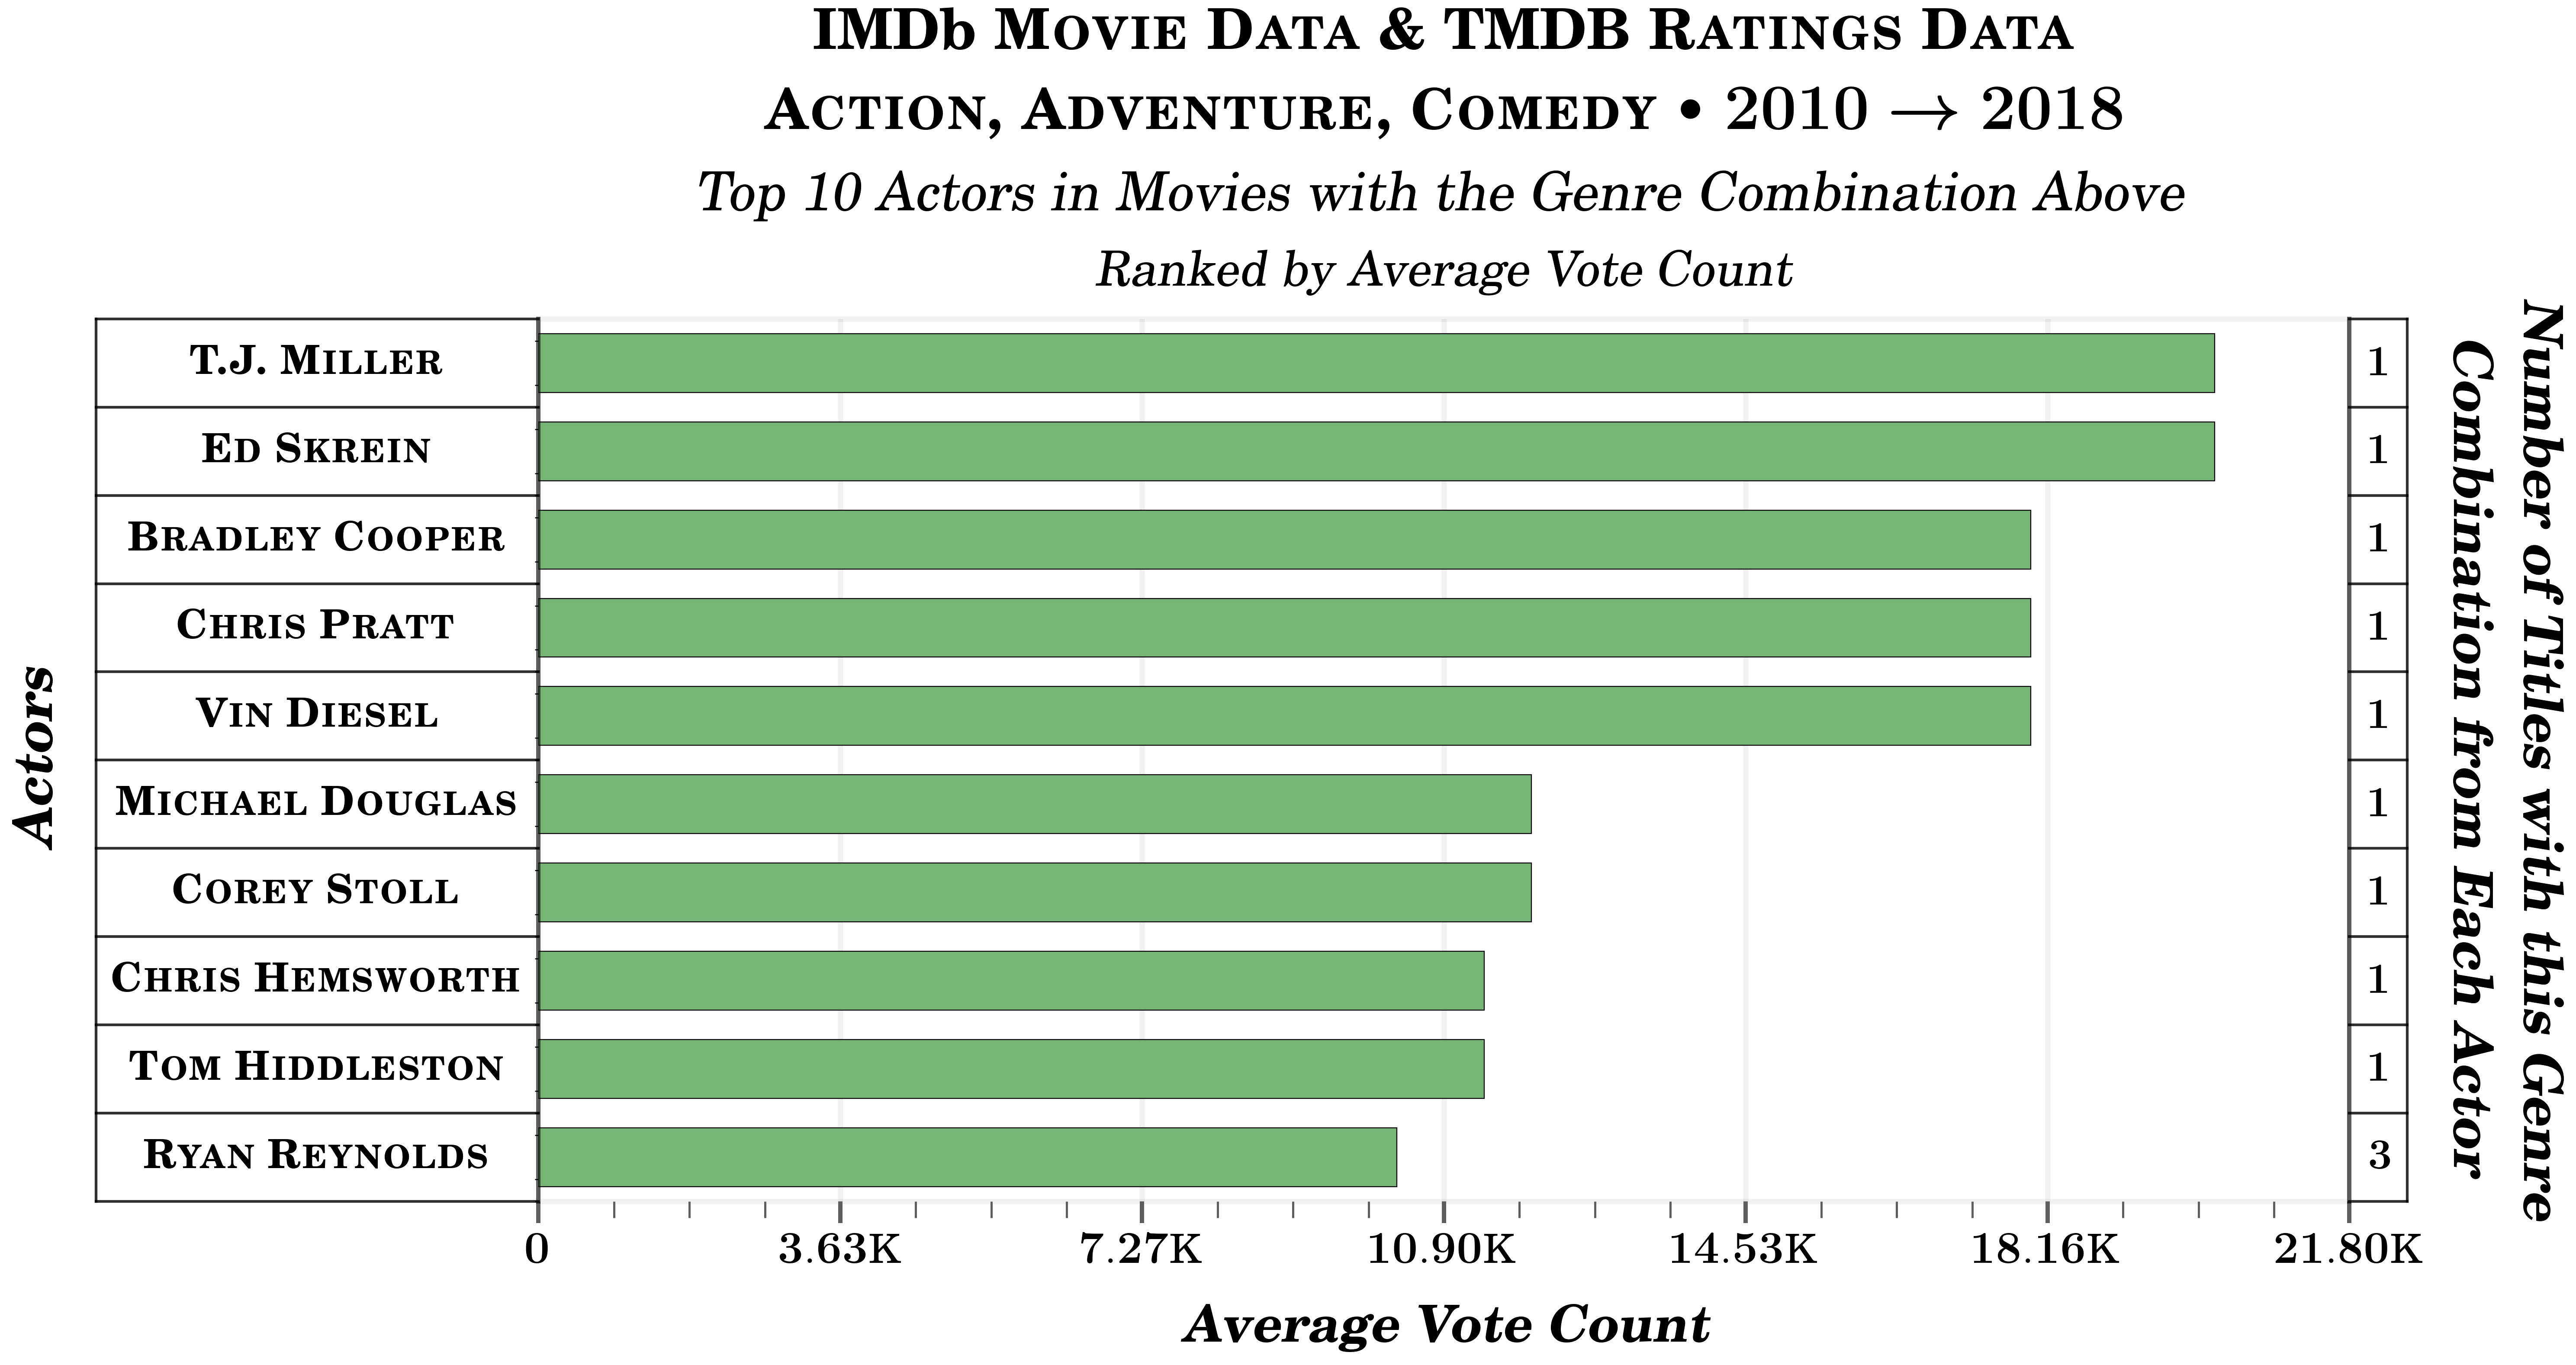 IMDb Movie Data & TMDB Ratings Data
Action, Adventure, Comedy • 2010 → 2018
Top 10 Actors in Movies with the Genre Combination Above
Ranked by Average Vote Count
Actors
T.J. Miller
Ed Skrein
Bradley Cooper
Chris Pratt
Vin Diesel
Michael Douglas
Corey Stoll
Chris Hemsworth
Tom Hiddleston
Ryan Reynolds
1
1
1
1
1
1
1
1
1
3
Number of Titles with this Genre
Combination from Each Actor
0 3.63K 7.27K 10.90K 14.53K 18.16K 21.80K
Average Vote Count